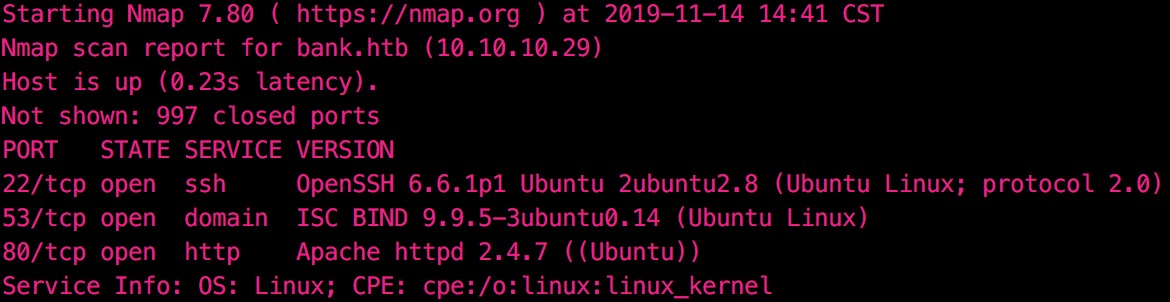 Starting Nmap 7.80 ( https://nmap.org ) at 2019-11-14 14:41 CST
Nmap scan report for bank.htb (10.10.10.29)
Host is up (0.23s latency).
Not shown: 997 closed ports
PORT   STATE SERVICE VERSION
22/tcp open  ssh     OpenSSH 6.6.1p1 Ubuntu 2ubuntu2.8 (Ubuntu Linux; protocol 2.0)
53/tcp open  domain  ISC BIND 9.9.5-3ubuntu0.14 (Ubuntu Linux)
80/tcp open  http    Apache httpd 2.4.7 ((Ubuntu))
Service Info: OS: Linux; CPE: cpe:/o:linux:linux_kernel